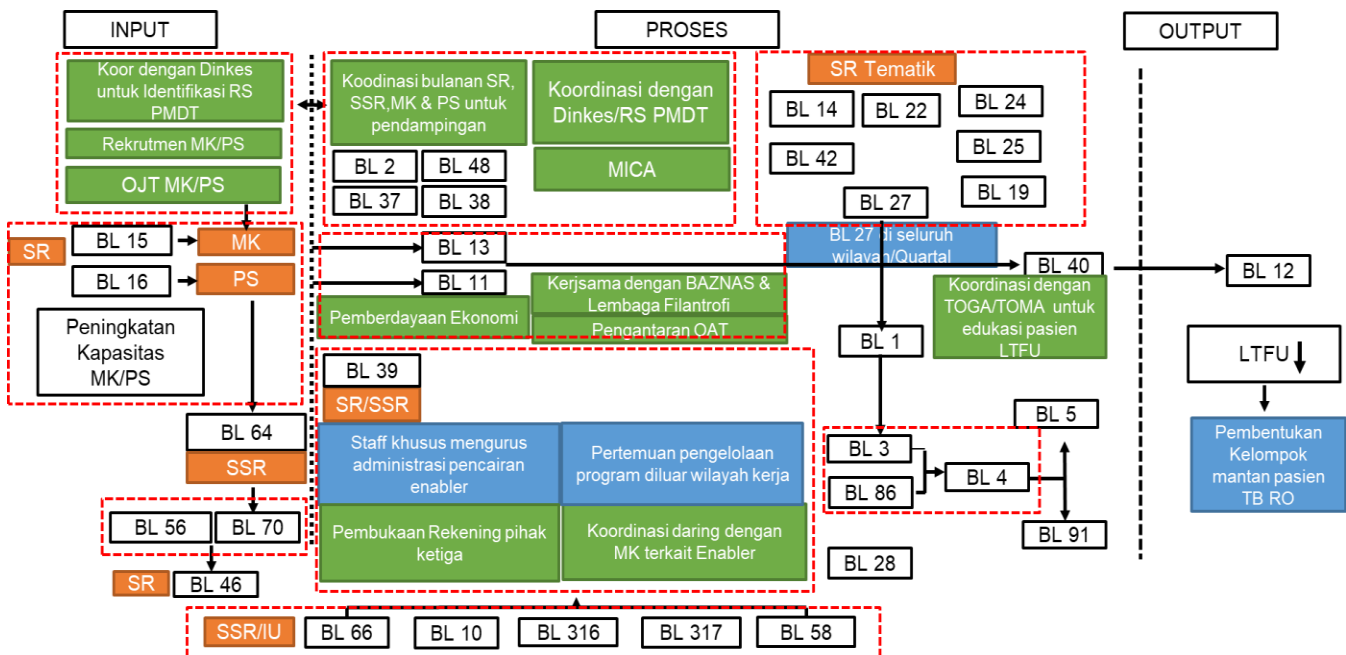 INPUT
PROSES
OUTPUT
Koor dengan Dinkes
untuk Identifikasi RS
PMDT
Rekrutmen MK/PS
OJT MK/PS
Koodinasi bulanan SR,
SSR,MK & PS untuk
pendampingan
Koordinasi dengan
Dinkes/RS PMDT
MICA
BL 2
BL 48
BL 37
BL 38
SR Tematik
BL 14
BL 22
BL 24
BL 42
BL 25
BL 19
BL 27
SR
BL 15
MK
BL 16
PS
Peningkatan
Kapasitas
MK/PS
BL 13
BL 11
Pemberdayaan Ekonomi
Kerjsama dengan BAZNAS &
Lembaga Filantrofi
Pengantaran OAT
BL 27 di seluruh
wilayah/Quartal
BL 40
Koordinasi dengan
TOGA/TOMA untuk
edukasi pasien
LTFU
BL 12
BL 1
LTFU
Pembentukan
Kelompok
mantan pasien
TB RO
BL 39
SR/SSR
Staff khusus mengurus
administrasi pencairan
enabler
Pertemuan pengelolaan
program diluar wilayah kerja
Pembukaan Rekening pihak
ketiga
Koordinasi daring dengan
MK terkait Enabler
BL 64
SSR
BL 56
BL 70
SR
BL 46
BL 3
BL 86
BL 4
BL 5
BL 91
BL 28
SSR/IU
BL 66
BL 10
BL 316
BL 317
BL 58